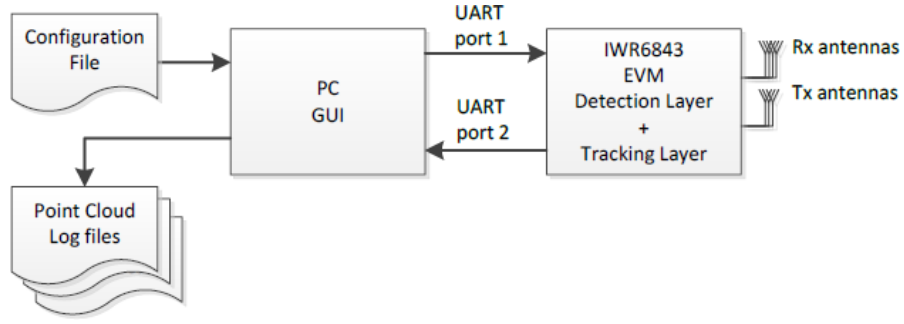 Configuration
File
PC
GUI
UART
port 1
UART
port 2
IWR6843
EVM
Detection Layer
+
Tracking Layer
Rx antennas
Tx antennas
Point Cloud
Log files